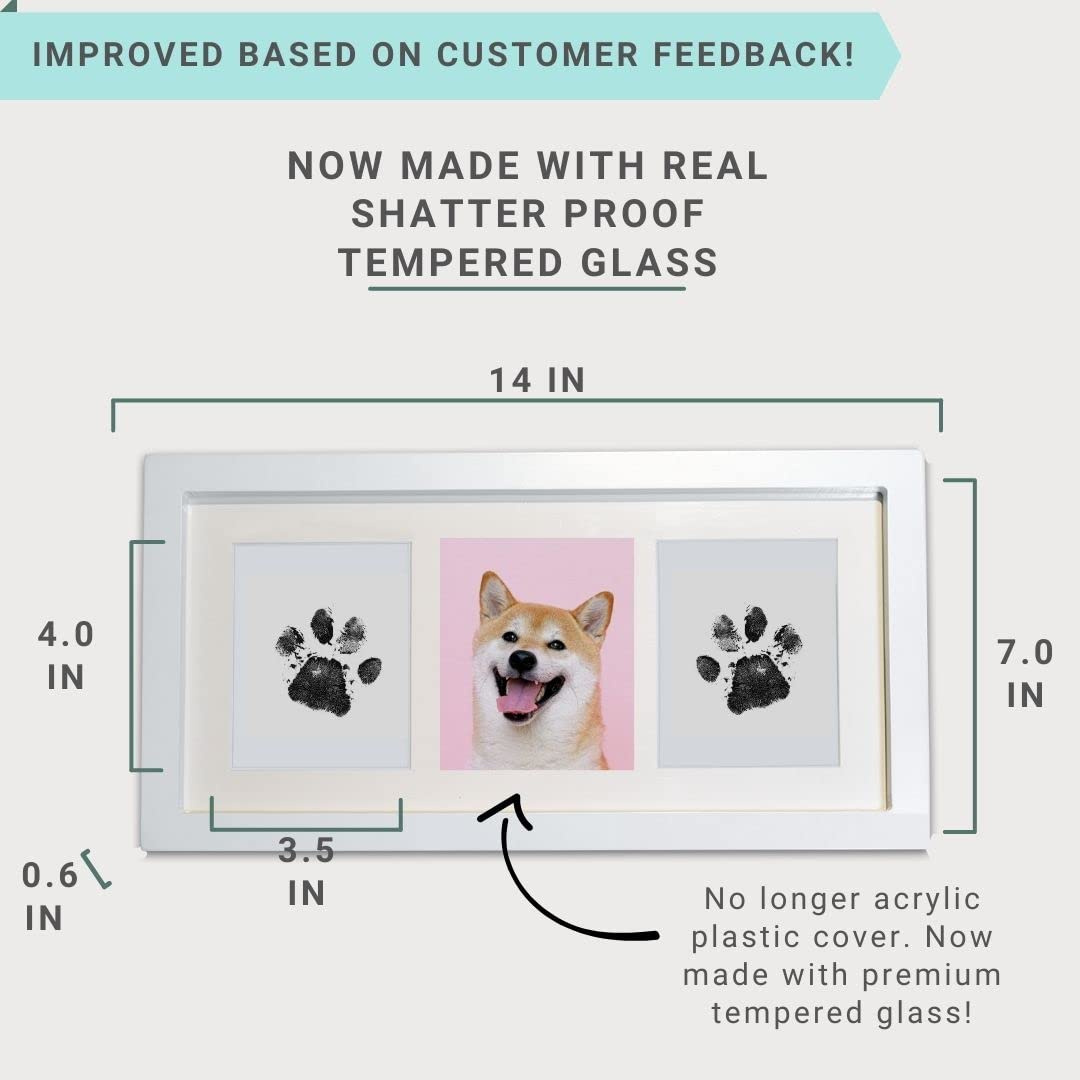 IMPROVED BASED ON CUSTOMER FEEDBACK!
NOW MADE WITH REAL
SHATTER PROOF
TEMPERED GLASS
14 IN
4.0
IN
7.0
IN
3.5
IN
0.6
IN
No longer acrylic
plastic cover. Now
made with premium
tempered glass!